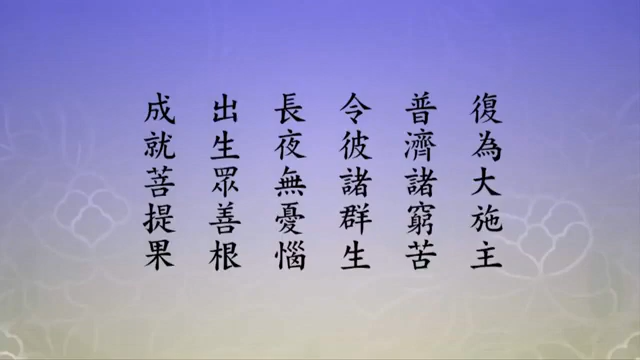 復為大施主
普濟諸窮苦
令彼諸群生
長夜無憂惱
出生眾善根
成就菩提果